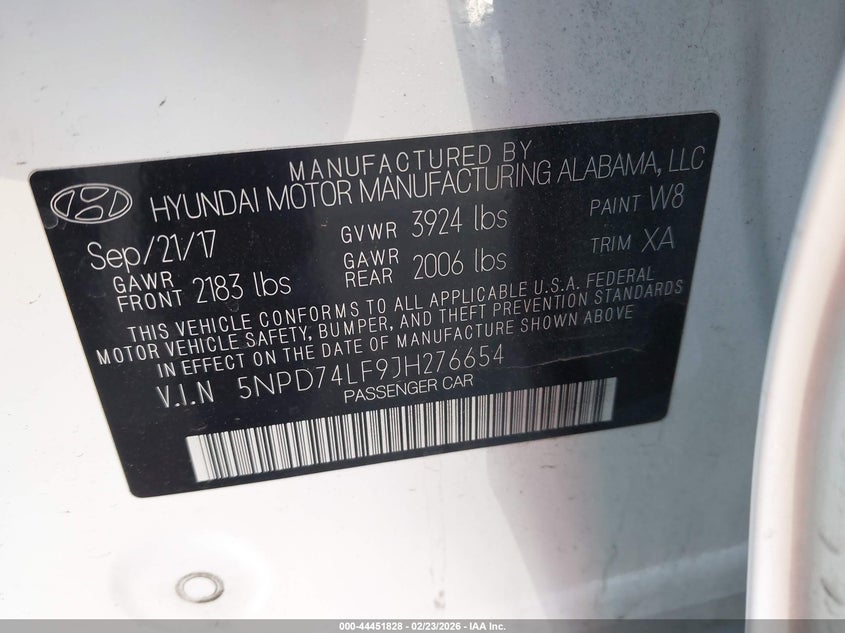 MANUFACTURED BY
HYUNDAI MOTOR MANUFACTURING ALABAMA, LLC
Sep/21/17 GVWR 3924 lbs PAINT W8
GAWR FRONT 2183 lbs GAWR REAR 2006 lbs TRIM XA
THIS VEHICLE CONFORMS TO ALL APPLICABLE U.S.A. FEDERAL
MOTOR VEHICLE SAFETY, BUMPER, AND THEFT PREVENTION STANDARDS
IN EFFECT ON THE DATE OF MANUFACTURE SHOWN ABOVE
V.I.N 5NPD74LF9JH276654
PASSENGER CAR
000-44451828 - 02/23/2026 - IAA Inc.